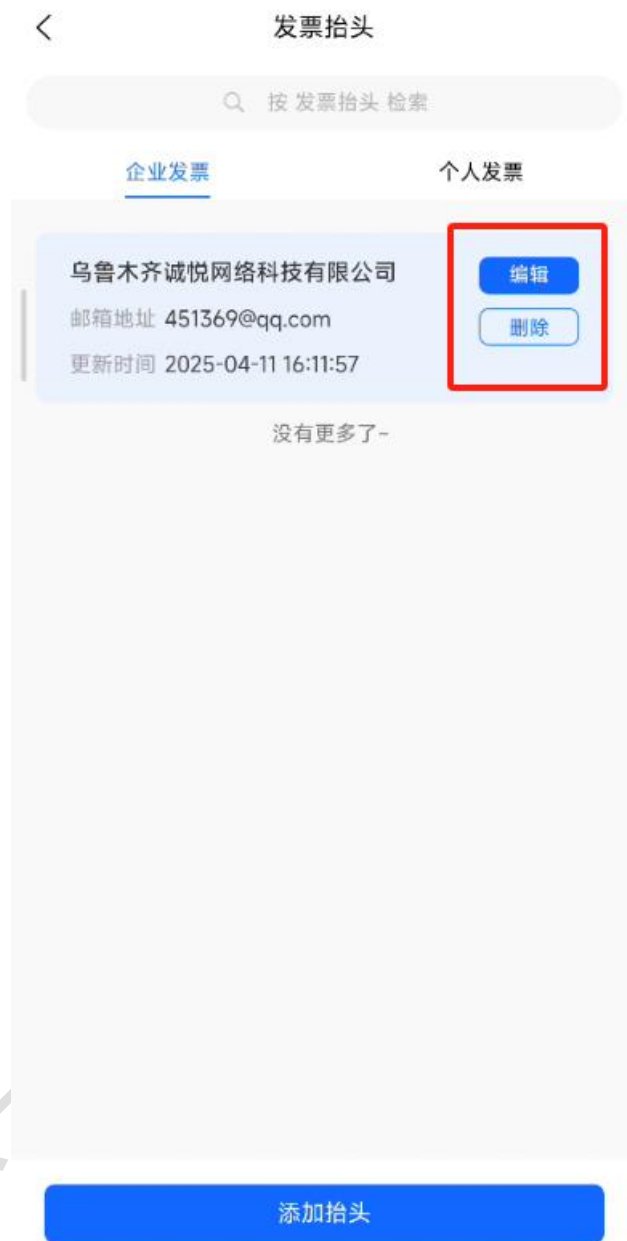 发票抬头
按 发票抬头 检索
企业发票 个人发票
乌鲁木齐诚悦网络科技有限公司 编辑
邮箱地址 451369@qq.com 删除
更新时间 2025-04-11 16:11:57
没有更多了~
添加抬头